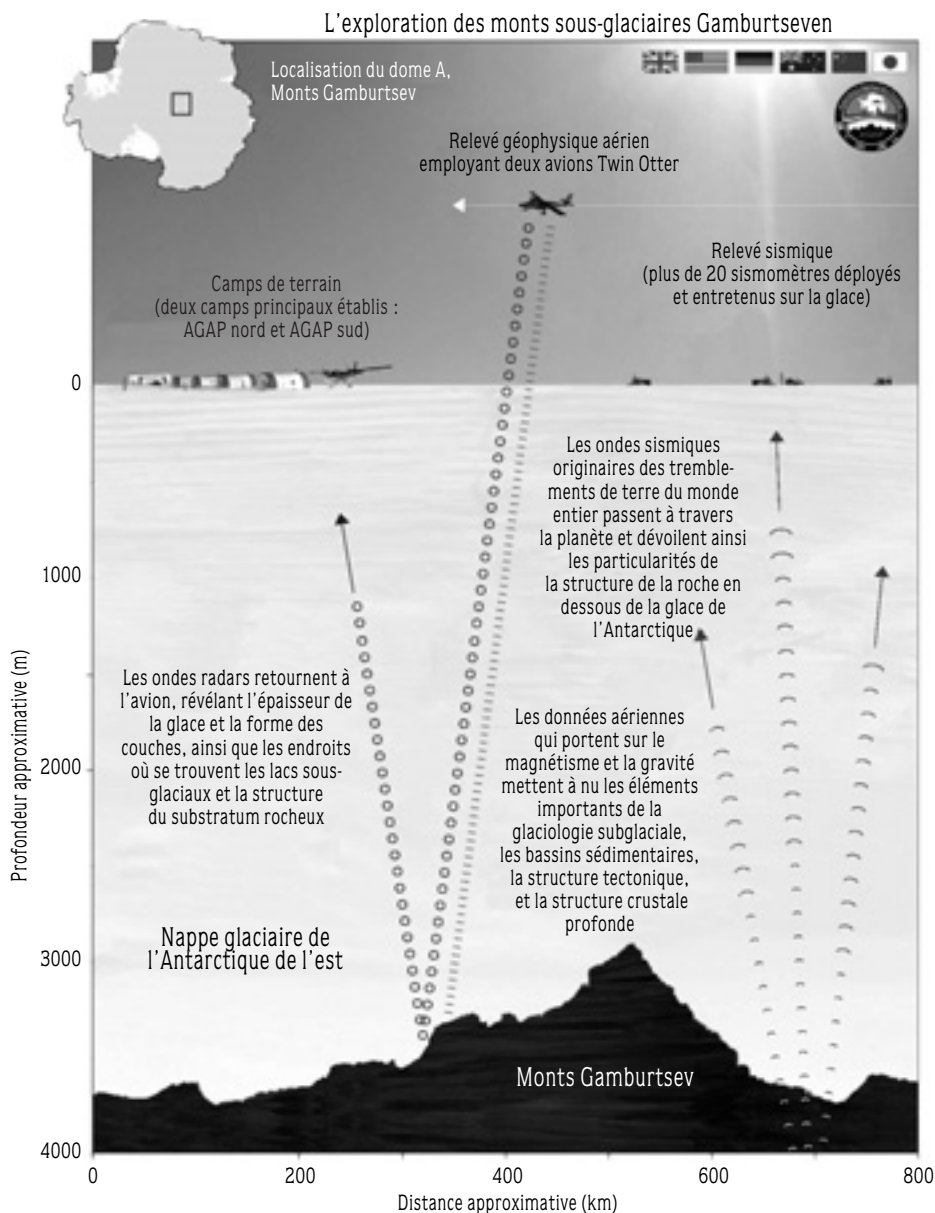 L'exploration des monts sous-glaciaires Gamburtseven
Localisation du dome A,
Monts Gamburtsev
Relevé géophysique aérien
employant deux avions Twin Otter
Relevé sismique
(plus de 20 sismomètres déployés
et entretenus sur la glace)
Camps de terrain
(deux camps principaux établis :
AGAP nord et AGAP sud)
0
Les ondes sismiques
originaires des tremble-
ments de terre du monde
entier passent à travers
la planète et dévoilent ainsi
les particularités de
la structure de la roche en
dessous de la glace de
l'Antarctique
1000
Les ondes radars retournent à
l'avion, révélant l'épaisseur de
la glace et la forme des
couches, ainsi que les endroits
où se trouvent les lacs sous-
glaciaux et la structure
du substratum rocheux
Les données aériennes
qui portent sur le
magnétisme et la gravité
mettent à nu les éléments
importants de la
glaciologie subglaciale,
les bassins sédimentaires,
la structure tectonique,
et la structure crustale
profonde
2000
Profondeur approximative (m)
Nappe glaciaire de
l'Antarctique de l'est
3000
Monts Gamburtsev
4000
0
200
400
600
800
Distance approximative (km)